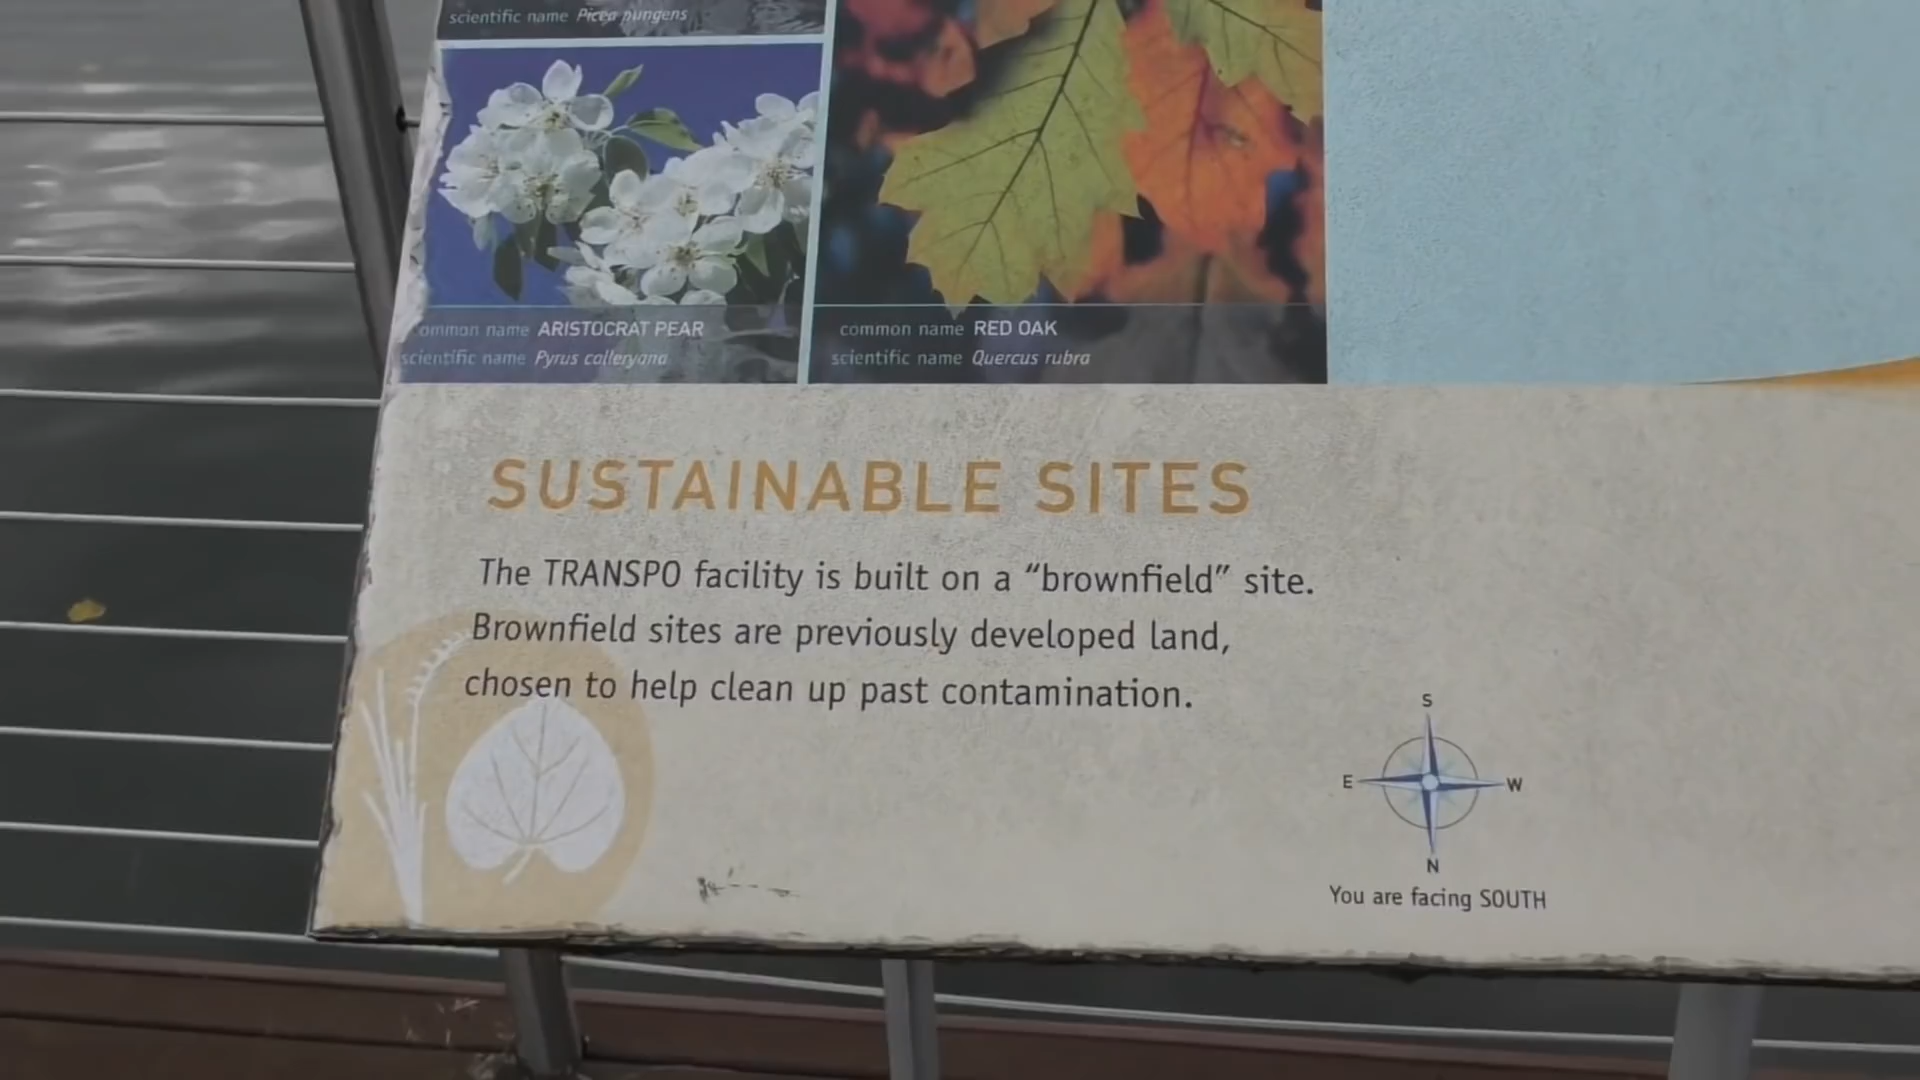 scientific name Picea pungens
ommon name ARISTOCRAT PEAR
scientific name Pyrus calleryana
common name RED OAK
scientific name Quercus rubra
SUSTAINABLE SITES
The TRANSPO facility is built on a “brownfield” site.
Brownfield sites are previously developed land,
chosen to help clean up past contamination.
S
E W
N
You are facing SOUTH